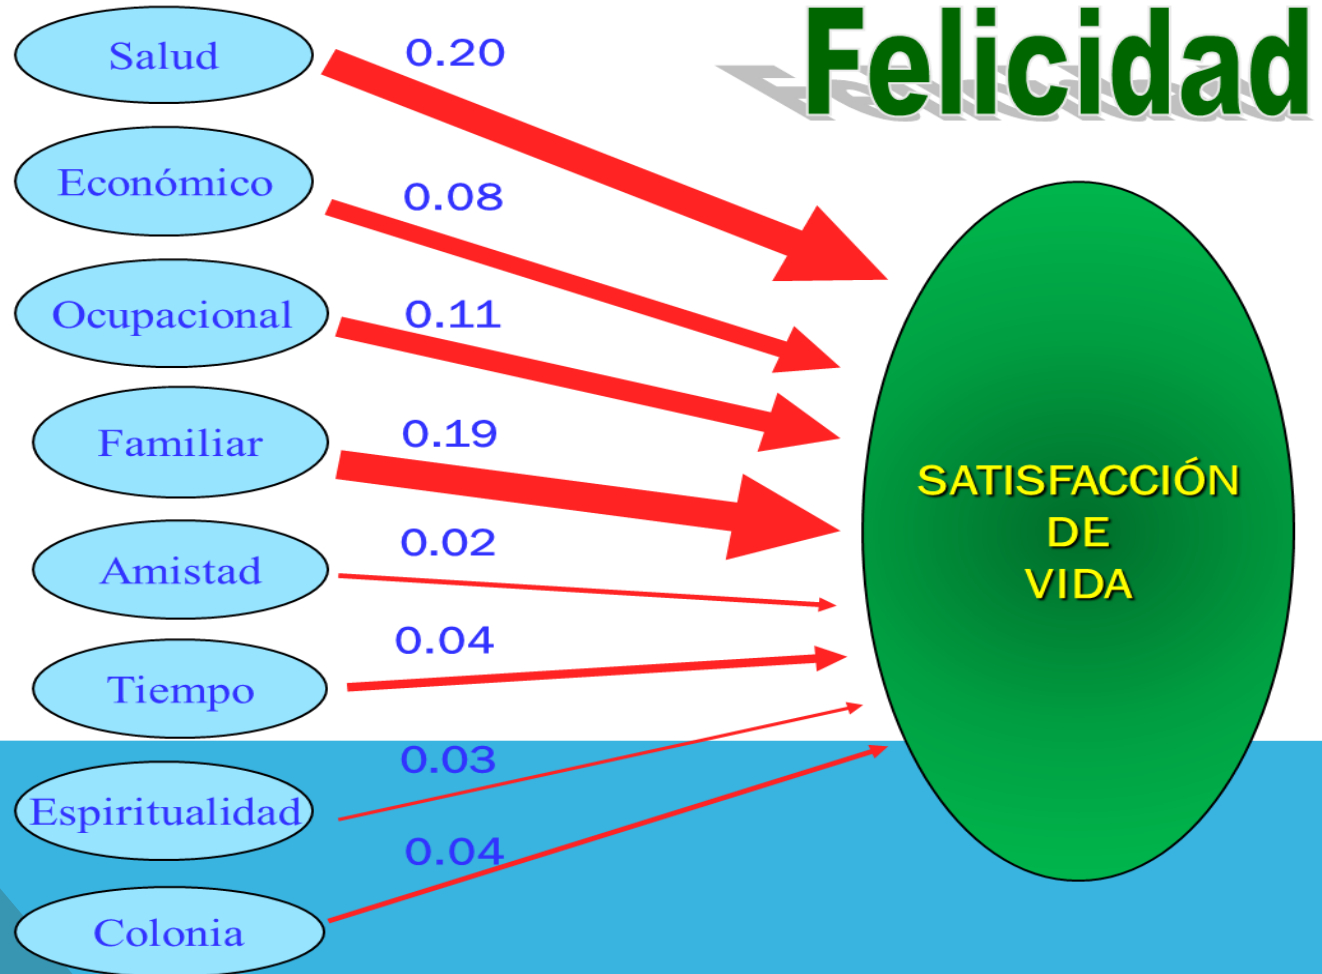 Felicidad
Salud
0.20
Económico
0.08
Ocupacional
0.11
Familiar
0.19
Amistad
0.02
Tiempo
0.04
Espiritualidad
0.03
Colonia
0.04
SATISFACCIÓN
DE
VIDA